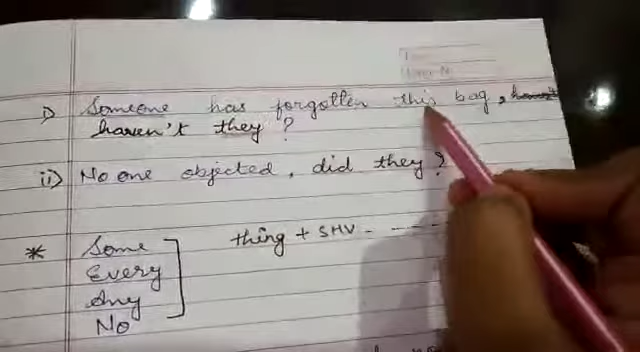 i) Someone has forgotten this bag,
haven't they?
ii) No one objected, did they?
* Some
Every
Any
No
thing + SHV - - - - -